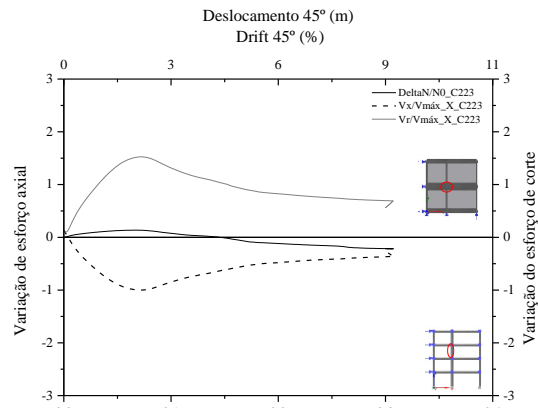 Deslocamento 45º (m)
Drift 45º (%)
0 3 6 9 11
3 3
DeltaN/N0_C223
Vx/Vmáx_X_C223
Vr/Vmáx_X_C223
2 2
1 1
0 0
-1 -1
-2 -2
-3 -3
Variação de esforço axial
Variação do esforço de corte